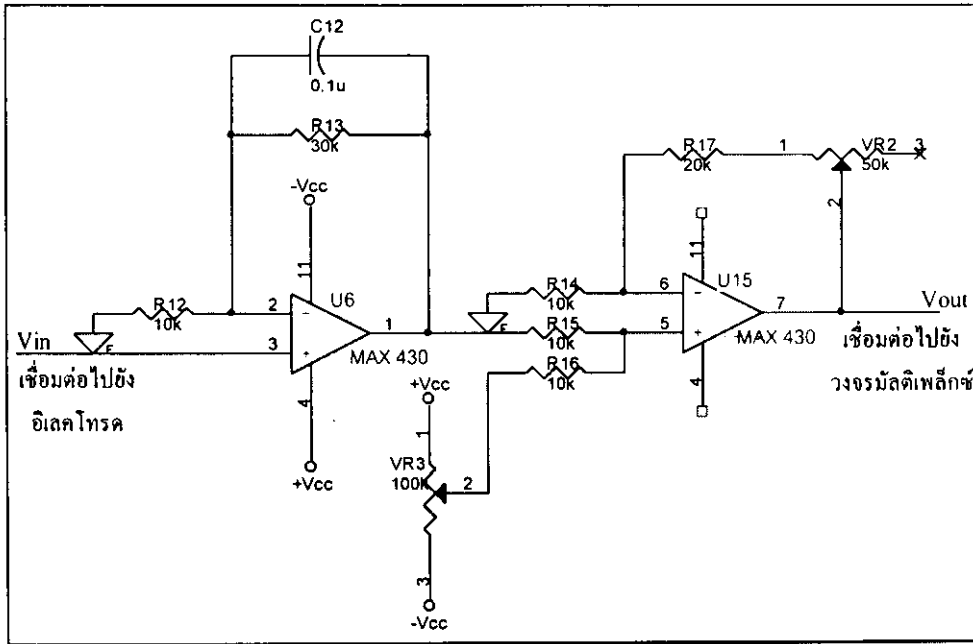 C12
0.1u
R13
30k
-Vcc
11
R12
10k
2
U6
Vin
3
1
MAX 430
4
+Vcc
เชื่อมต่อไปยัง
อิเลคโทรด
R17
20k
1
VR2
50k
3
2
11
R14
10k
6
U15
R15
10k
5
7
MAX 430
R16
10k
4
Vout
เชื่อมต่อไปยัง
วงจรมัลติเพล็กซ์
+Vcc
1
VR3
100k
2
3
-Vcc